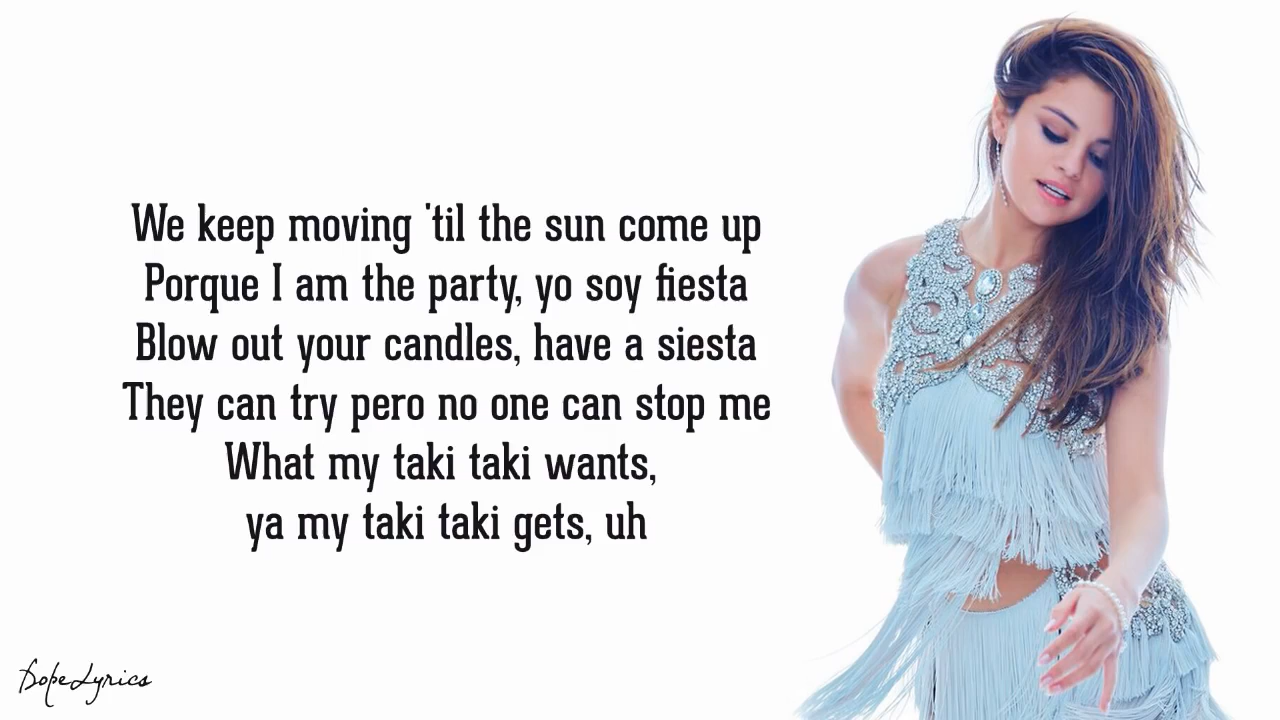 We keep moving 'til the sun come up
Porque I am the party, yo soy fiesta
Blow out your candles, have a siesta
They can try pero no one can stop me
What my taki taki wants,
ya my taki taki gets, uh
DopeLyrics